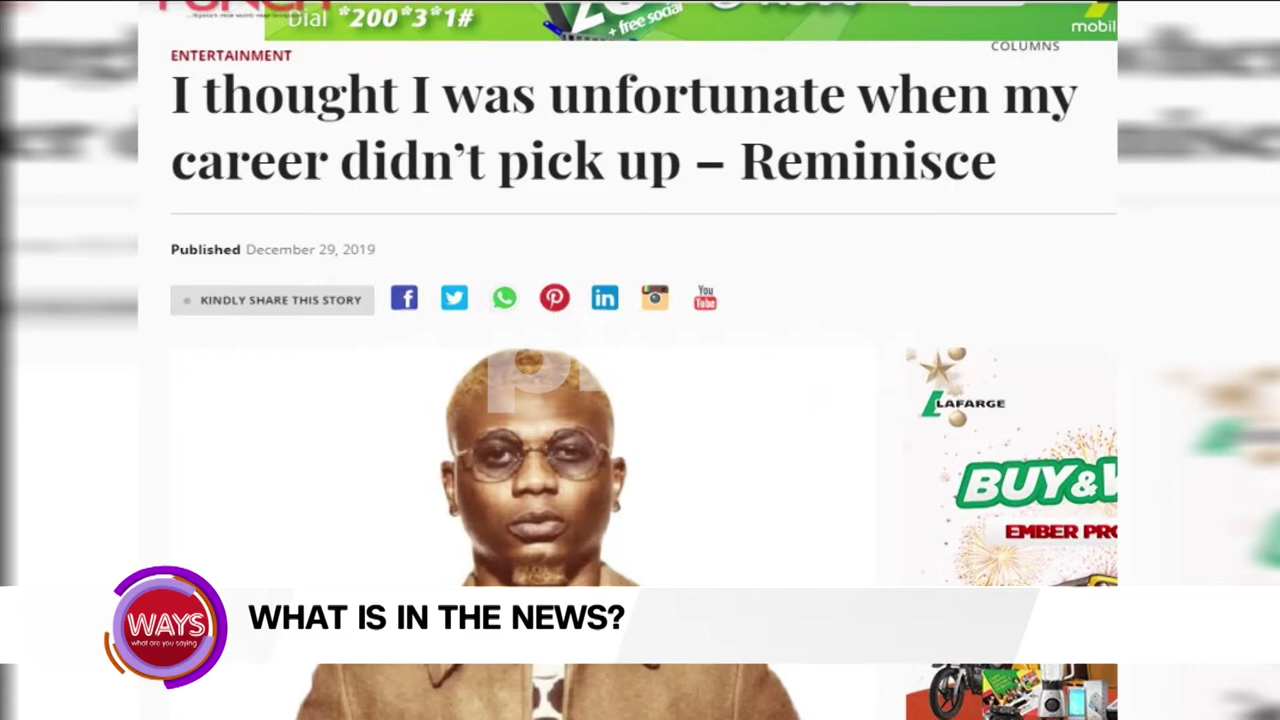 PUNCH
Dial *200*3*1#
+ free social
mobil
COLUMNS
ENTERTAINMENT
I thought I was unfortunate when my
career didn’t pick up – Reminisce
Published December 29, 2019
KINDLY SHARE THIS STORY
f
in
You
Tube
LAFARGE
BUY&
EMBER PRO
WAYS
what are you saying
WHAT IS IN THE NEWS?